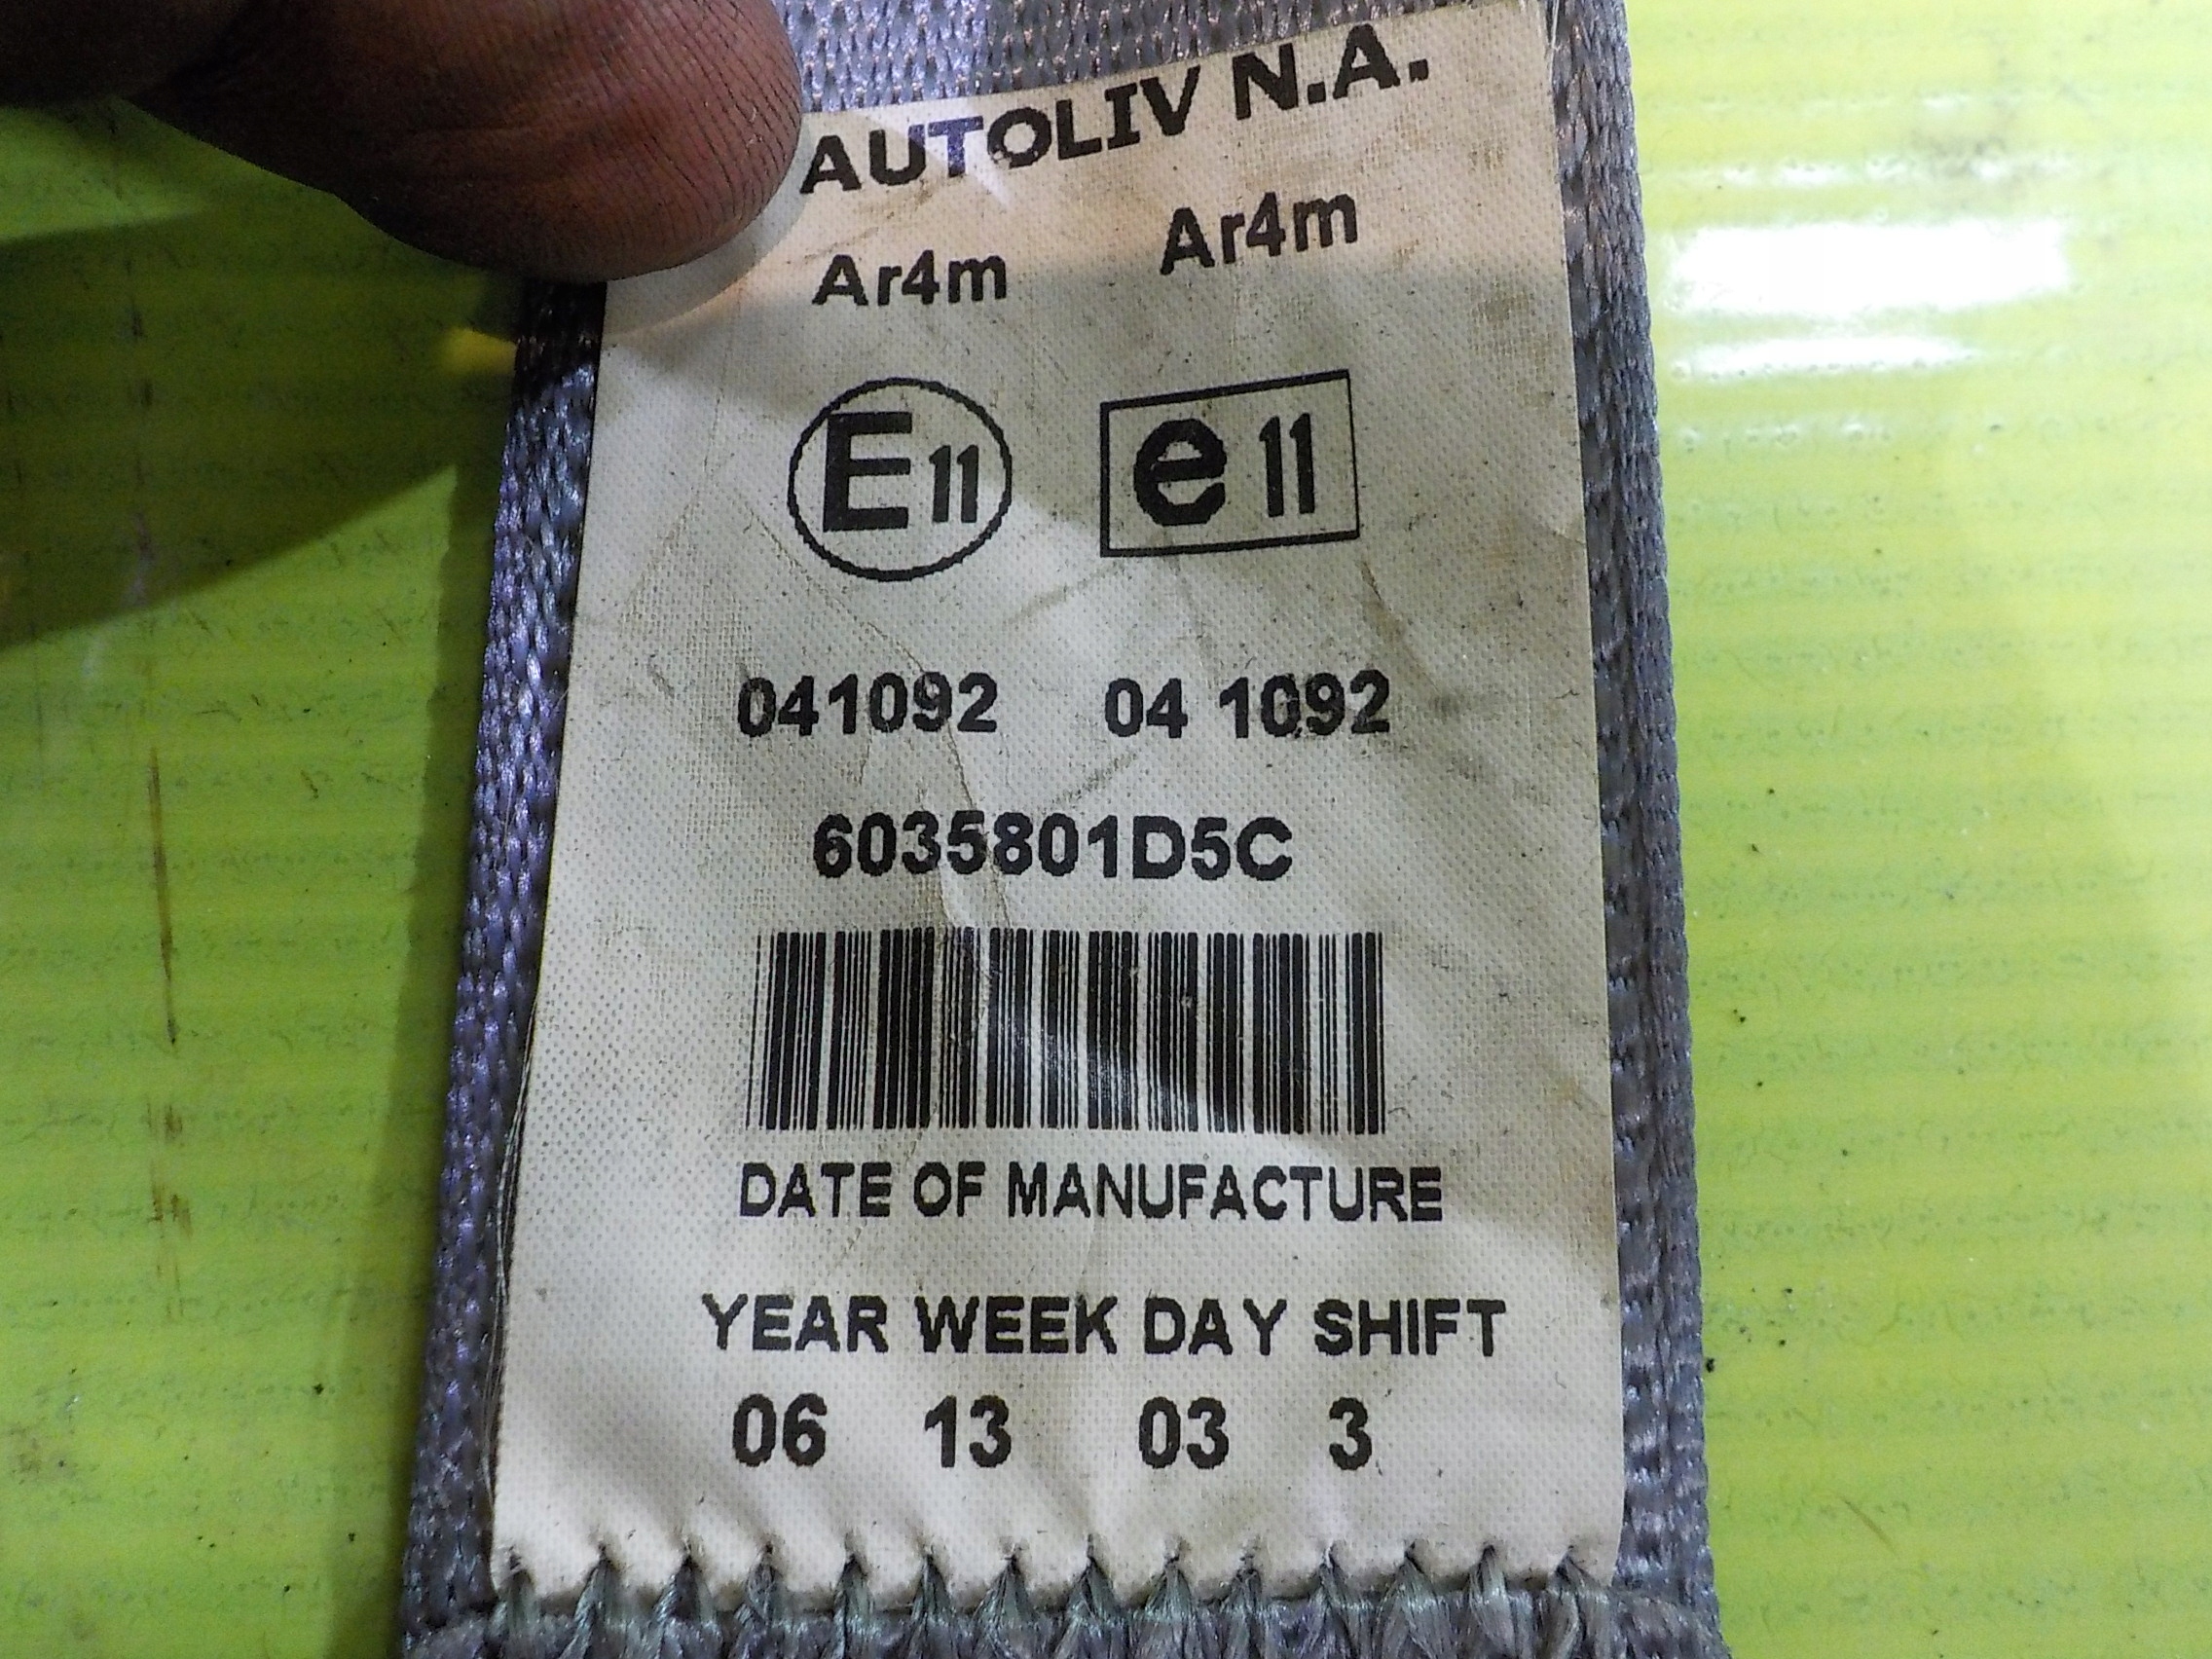 AUTOLIV N.A.
Ar4m Ar4m
E11 e11
041092 04 1092
6035801D5C
DATE OF MANUFACTURE
YEAR WEEK DAY SHIFT
06 13 03 3